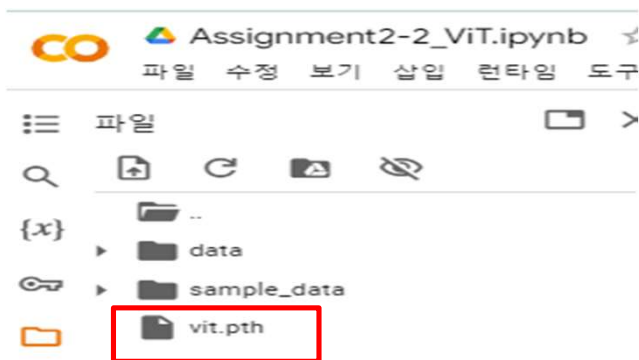 CO Assignment2-2_ViT.ipynb
파일 수정 보기 삽입 런타임 도구
파일
..
{x}
data
sample_data
vit.pth